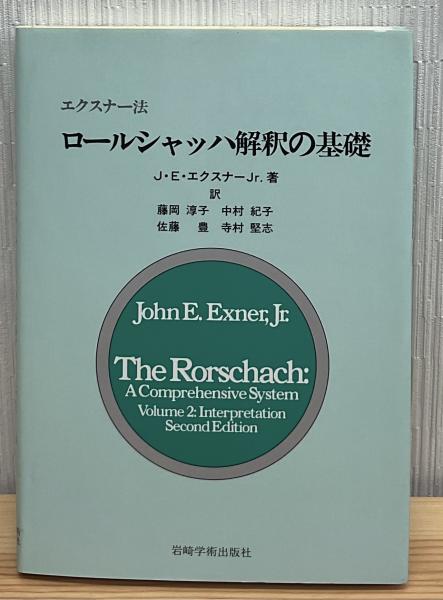 エクスナー法
ロールシャッハ解釈の基礎
J・E・エクスナーJr. 著
訳
藤岡 淳子　中村 紀子
佐藤　豊　寺村 堅志
John E. Exner, Jr.
The Rorschach:
A Comprehensive System
Volume 2: Interpretation
Second Edition
岩崎学術出版社